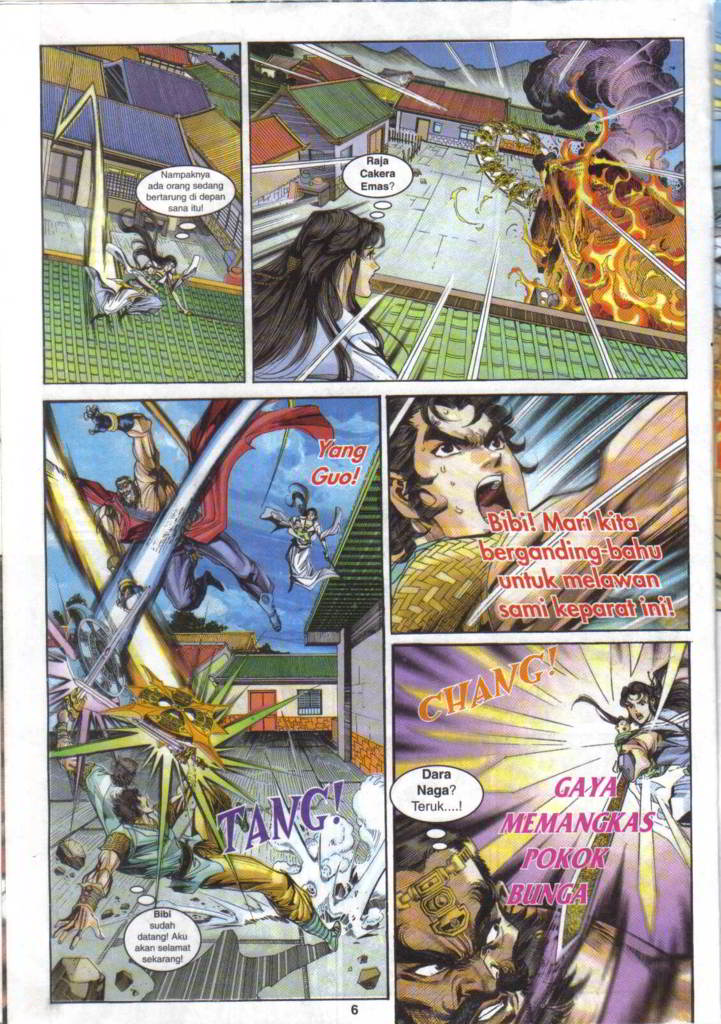 Nampaknya
ada orang sedang
bertarung di depan
sana itu!
Raja
Cakera
Emas?
Yang
Guo!
TANG!
Bibi
sudah
datang! Aku
akan selamat
sekarang!
Bibi! Mari kita
berganding-bahu
untuk melawan
sami keparat ini!
CHANG!
Dara
Naga?
Teruk....!
GAYA
MEMANGKAS
POKOK
BUNGA
6